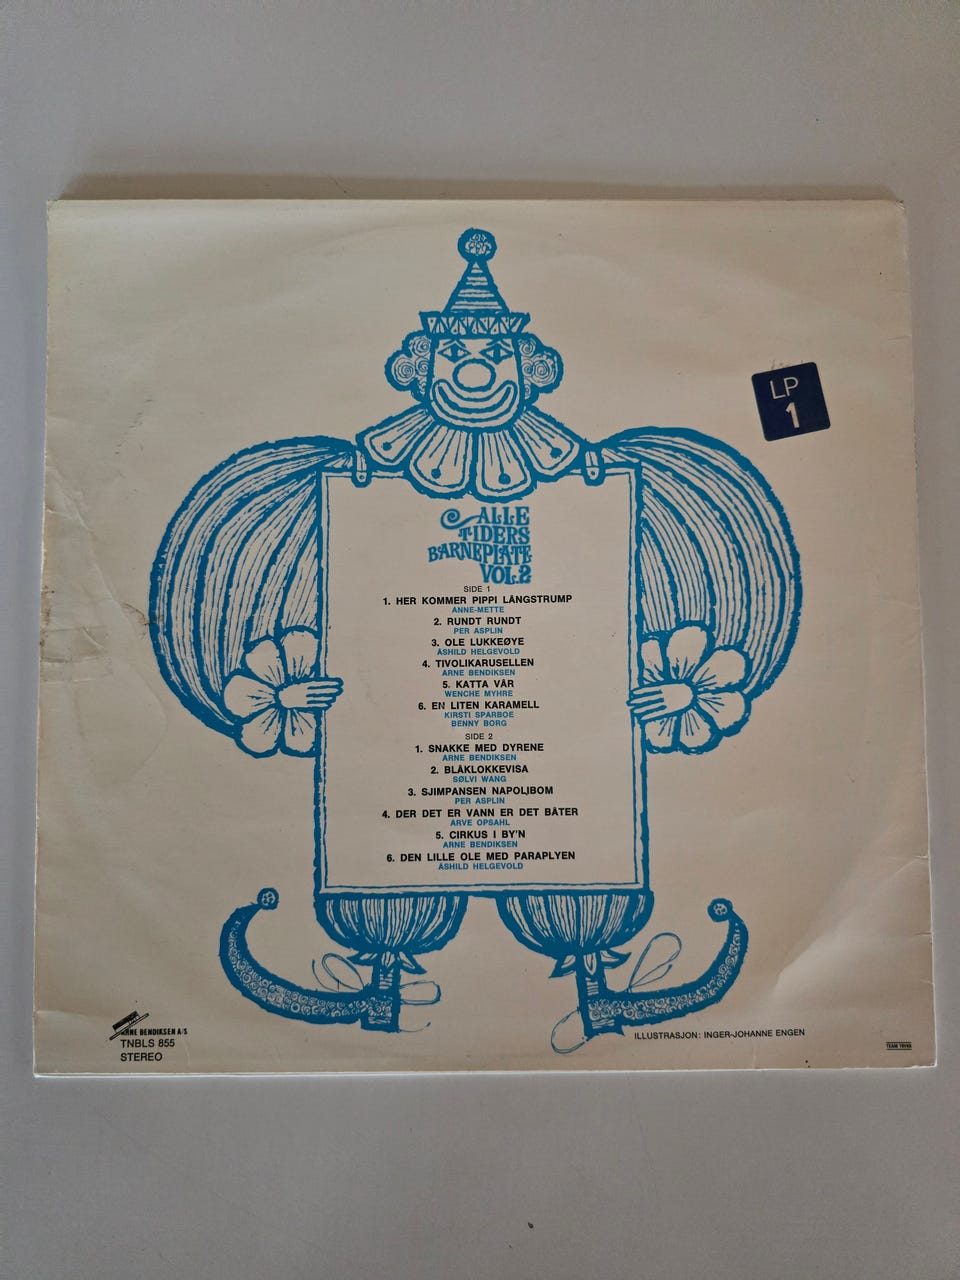 LP
1
ALLE
TIDERS
BARNEPLATE
VOL.2
SIDE 1
1. HER KOMMER PIPPI LÅNGSTRUMP
ANNE-METTE
2. RUNDT RUNDT
PER ASPLIN
3. OLE LUKKEØYE
ÅSHILD HELGEVOLD
4. TIVOLIKARUSELLEN
ARNE BENDIKSEN
5. KATTA VÅR
WENCHE MYHRE
6. EN LITEN KARAMELL
KIRSTI SPARBOE
BENNY BORG
SIDE 2
1. SNAKKE MED DYRENE
ARNE BENDIKSEN
2. BLÅKLOKKEVISA
SØLVI WANG
3. SJIMPANSEN NAPOLIBOM
PER ASPLIN
4. DER DET ER VANN ER DET BÅTER
ARVE OPSAHL
5. CIRKUS I BY'N
ARNE BENDIKSEN
6. DEN LILLE OLE MED PARAPLYEN
ÅSHILD HELGEVOLD
ARNE BENDIKSEN A/S
TNBLS 855
STEREO
ILLUSTRASJON: INGER-JOHANNE ENGEN